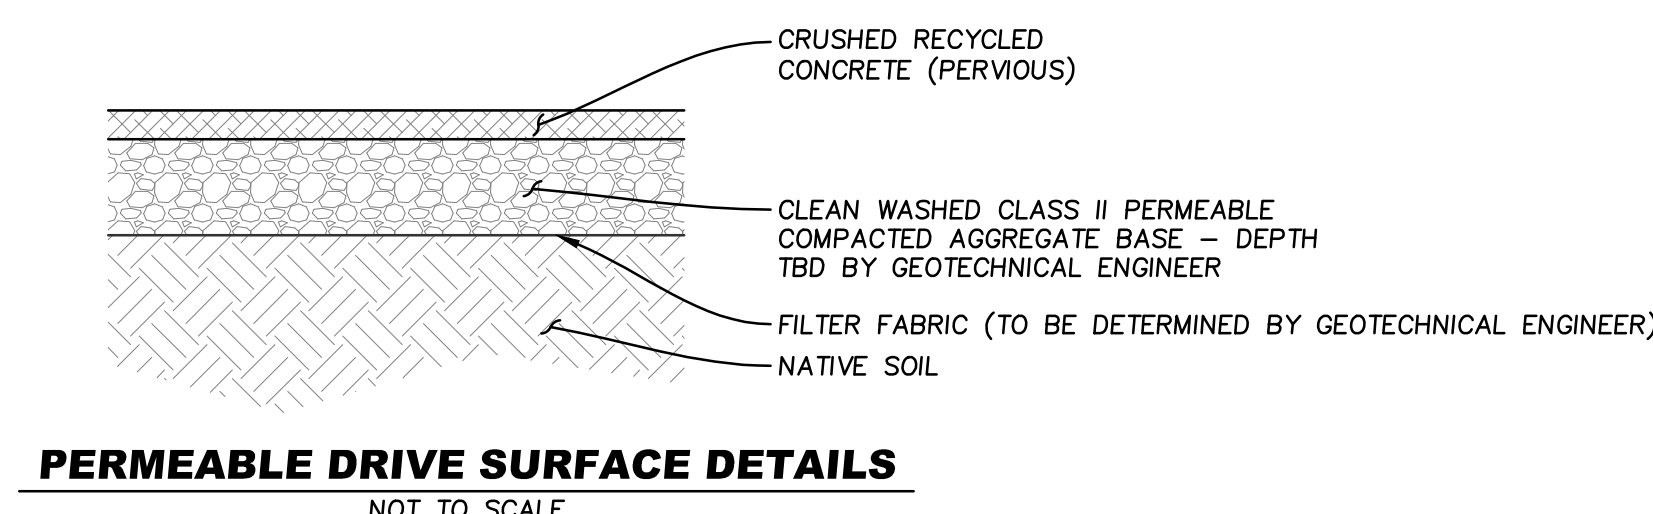 CRUSHED RECYCLED
CONCRETE (PERVIOUS)
CLEAN WASHED CLASS II PERMEABLE
COMPACTED AGGREGATE BASE – DEPTH
TBD BY GEOTECHNICAL ENGINEER
FILTER FABRIC (TO BE DETERMINED BY GEOTECHNICAL ENGINEER)
NATIVE SOIL
PERMEABLE DRIVE SURFACE DETAILS
NOT TO SCALE